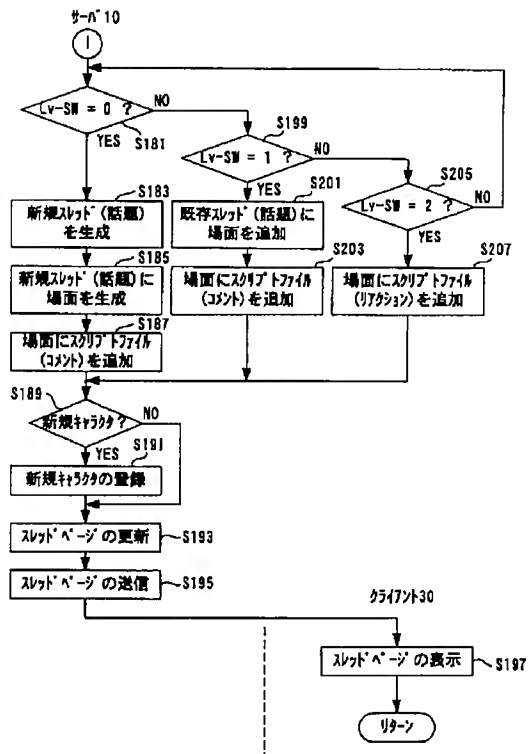 サーバ 10
I
Lv-SW = 0 ?
NO
S181
YES
S199
Lv-SW = 1 ?
NO
YES
S205
Lv-SW = 2 ?
NO
YES
S183
新規スレッド(話題)
を生成
S201
既存スレッド(話題)に
場面を追加
S185
新規スレッド(話題)に
場面を生成
S203
場面にスクリプトファイル
(コメント)を追加
S207
場面にスクリプトファイル
(リアクション)を追加
S187
場面にスクリプトファイル
(コメント)を追加
S189
新規キャラクタ?
NO
YES
S191
新規キャラクタの登録
スレッドページの更新
S193
スレッドページの送信
S195
クライアント30
スレッドページの表示
S197
リターン